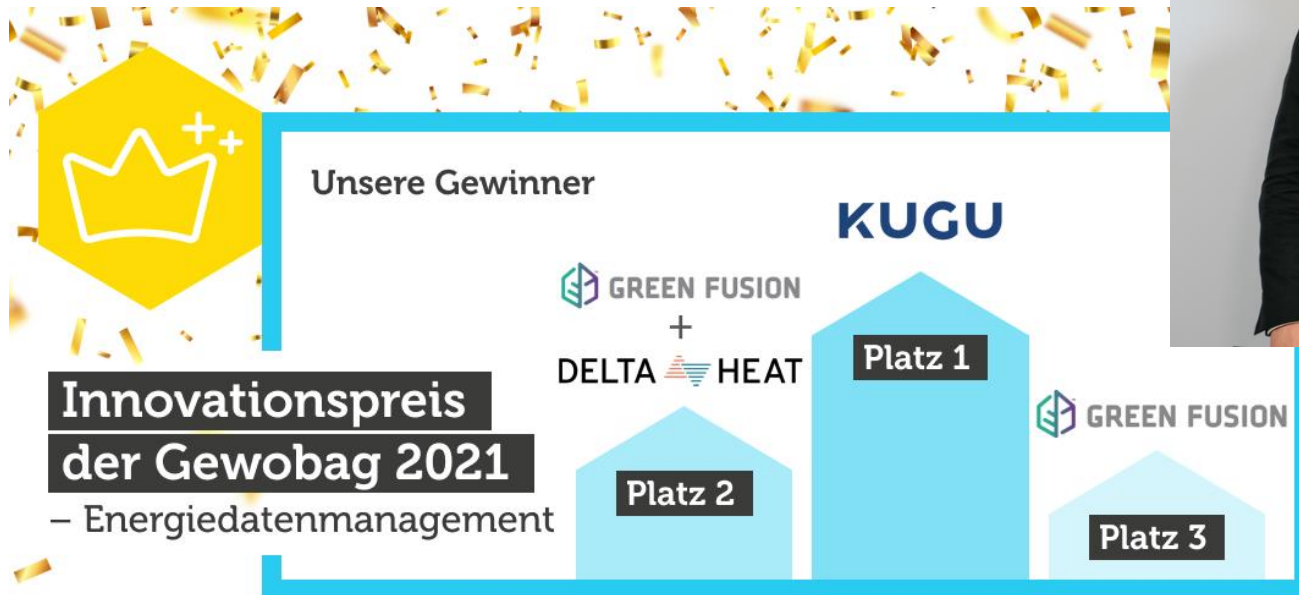 Unsere Gewinner
KUGU
GREEN FUSION
+
DELTA HEAT
Platz 1
GREEN FUSION
Innovationspreis
der Gewobag 2021
– Energiedatenmanagement
Platz 2
Platz 3